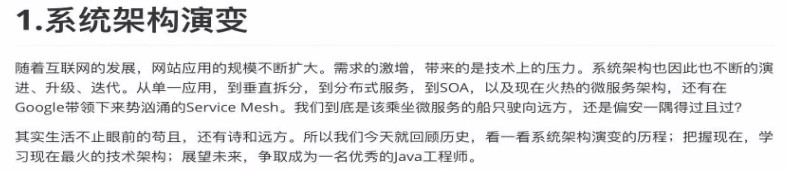 1.系统架构演变
随着互联网的发展，网站应用的规模不断扩大。需求的激增，带来的是技术上的压力。系统架构也因此也不断的演
进、升级、迭代。从单一应用，到垂直拆分，到分布式服务，到SOA，以及现在火热的微服务架构，还有在
Google带领下来势汹涌的Service Mesh。我们到底是该乘坐微服务的船只驶向远方，还是偏安一隅得过且过?
其实生活不止眼前的苟且，还有诗和远方。所以我们今天就回顾历史，看一看系统架构演变的历程；把握现在，学
习现在最火的技术架构；展望未来，争取成为一名优秀的Java工程师。